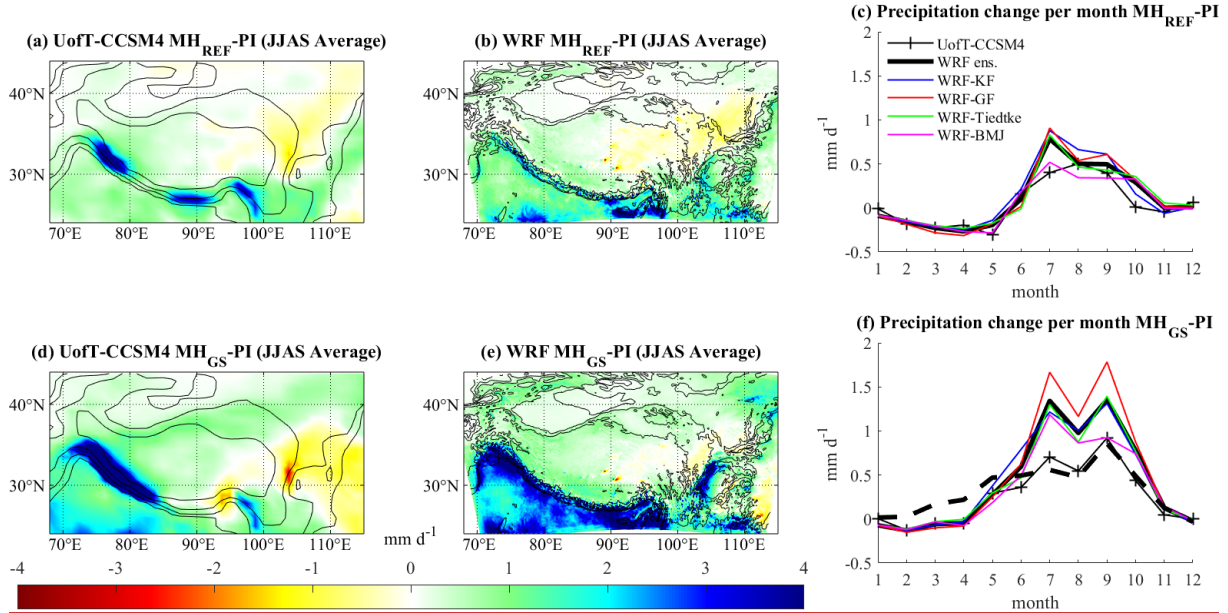 (a) UofT-CCSM4 MH_REF-PI (JJAS Average)
40°N
30°N
70°E 80°E 90°E 100°E 110°E
(b) WRF MH_REF-PI (JJAS Average)
40°N
30°N
70°E 80°E 90°E 100°E 110°E
(c) Precipitation change per month MH_REF-PI
UofT-CCSM4
WRF ens.
WRF-KF
WRF-GF
WRF-Tiedtke
WRF-BMJ
mm d⁻¹
2
1.5
1
0.5
0
-0.5
1 2 3 4 5 6 7 8 9 10 11 12
month
(d) UofT-CCSM4 MH_GS-PI (JJAS Average)
40°N
30°N
70°E 80°E 90°E 100°E 110°E
(e) WRF MH_GS-PI (JJAS Average)
40°N
30°N
70°E 80°E 90°E 100°E 110°E
mm d⁻¹
-4 -3 -2 -1 0 1 2 3 4
(f) Precipitation change per month MH_GS-PI
mm d⁻¹
2
1.5
1
0.5
0
-0.5
1 2 3 4 5 6 7 8 9 10 11 12
month